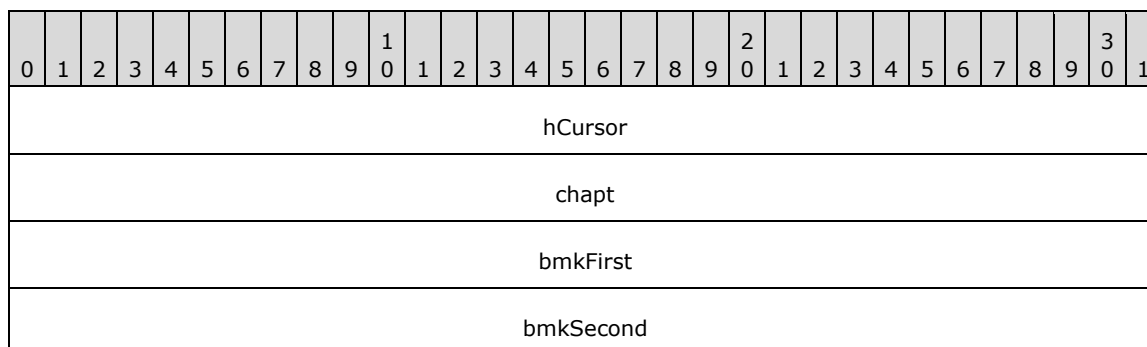 1 2 3
0 1 2 3 4 5 6 7 8 9 0 1 2 3 4 5 6 7 8 9 0 1 2 3 4 5 6 7 8 9 0 1
hCursor
chapt
bmkFirst
bmkSecond